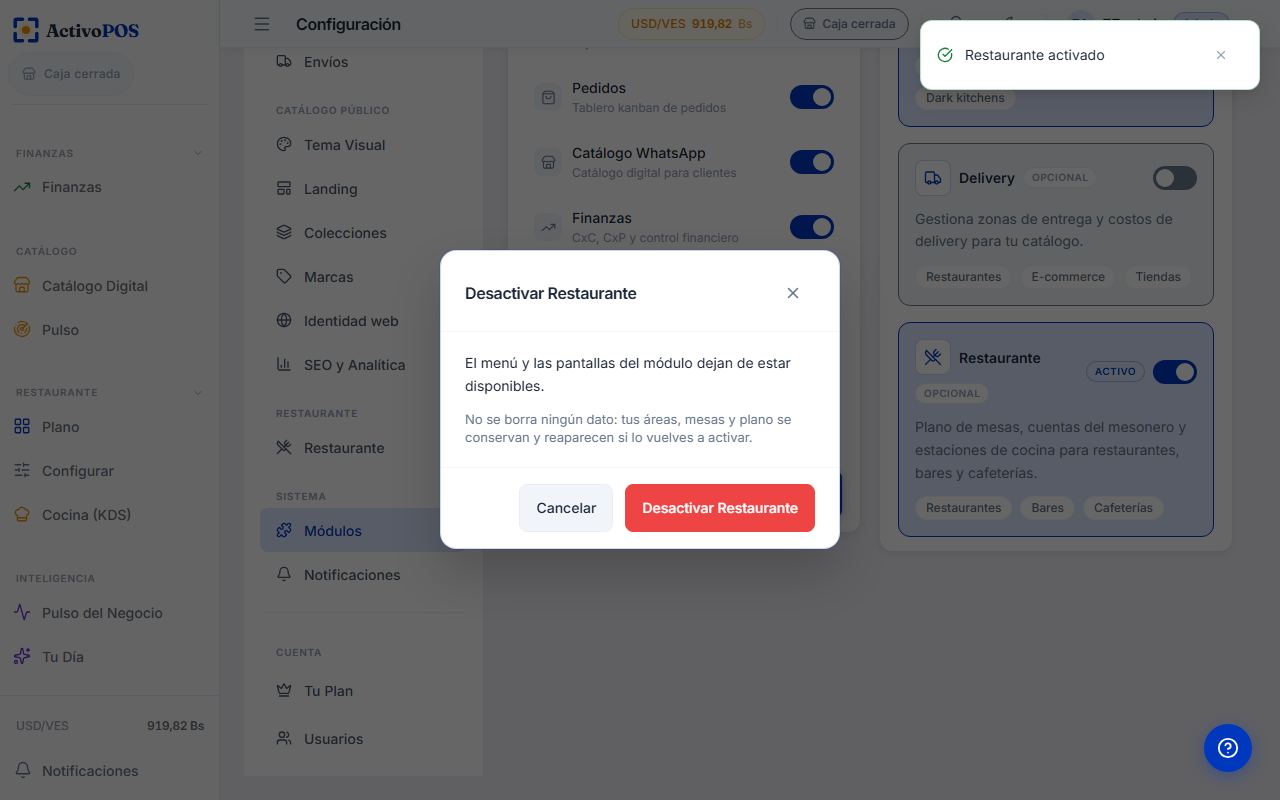 ActivoPOS
Caja cerrada
FINANZAS
Finanzas
CATÁLOGO
Catálogo Digital
Pulso
RESTAURANTE
Plano
Configurar
Cocina (KDS)
INTELIGENCIA
Pulso del Negocio
Tu Día
USD/VES 919,82 Bs
Notificaciones
Configuración
USD/VES 919,82 Bs
Caja cerrada
Restaurante activado
Envíos
CATÁLOGO PÚBLICO
Tema Visual
Landing
Colecciones
Marcas
Identidad web
SEO y Analítica
RESTAURANTE
Restaurante
SISTEMA
Módulos
Notificaciones
CUENTA
Tu Plan
Usuarios
Pedidos
Tablero kanban de pedidos
Catálogo WhatsApp
Catálogo digital para clientes
Finanzas
CxC, CxP y control financiero
Desactivar Restaurante
El menú y las pantallas del módulo dejan de estar
disponibles.
No se borra ningún dato: tus áreas, mesas y plano se
conservan y reaparecen si lo vuelves a activar.
Cancelar
Desactivar Restaurante
Dark kitchens
Delivery OPCIONAL
Gestiona zonas de entrega y costos de
delivery para tu catálogo.
Restaurantes E-commerce Tiendas
Restaurante
ACTIVO
OPCIONAL
Plano de mesas, cuentas del mesonero y
estaciones de cocina para restaurantes,
bares y cafeterías.
Restaurantes Bares Cafeterías